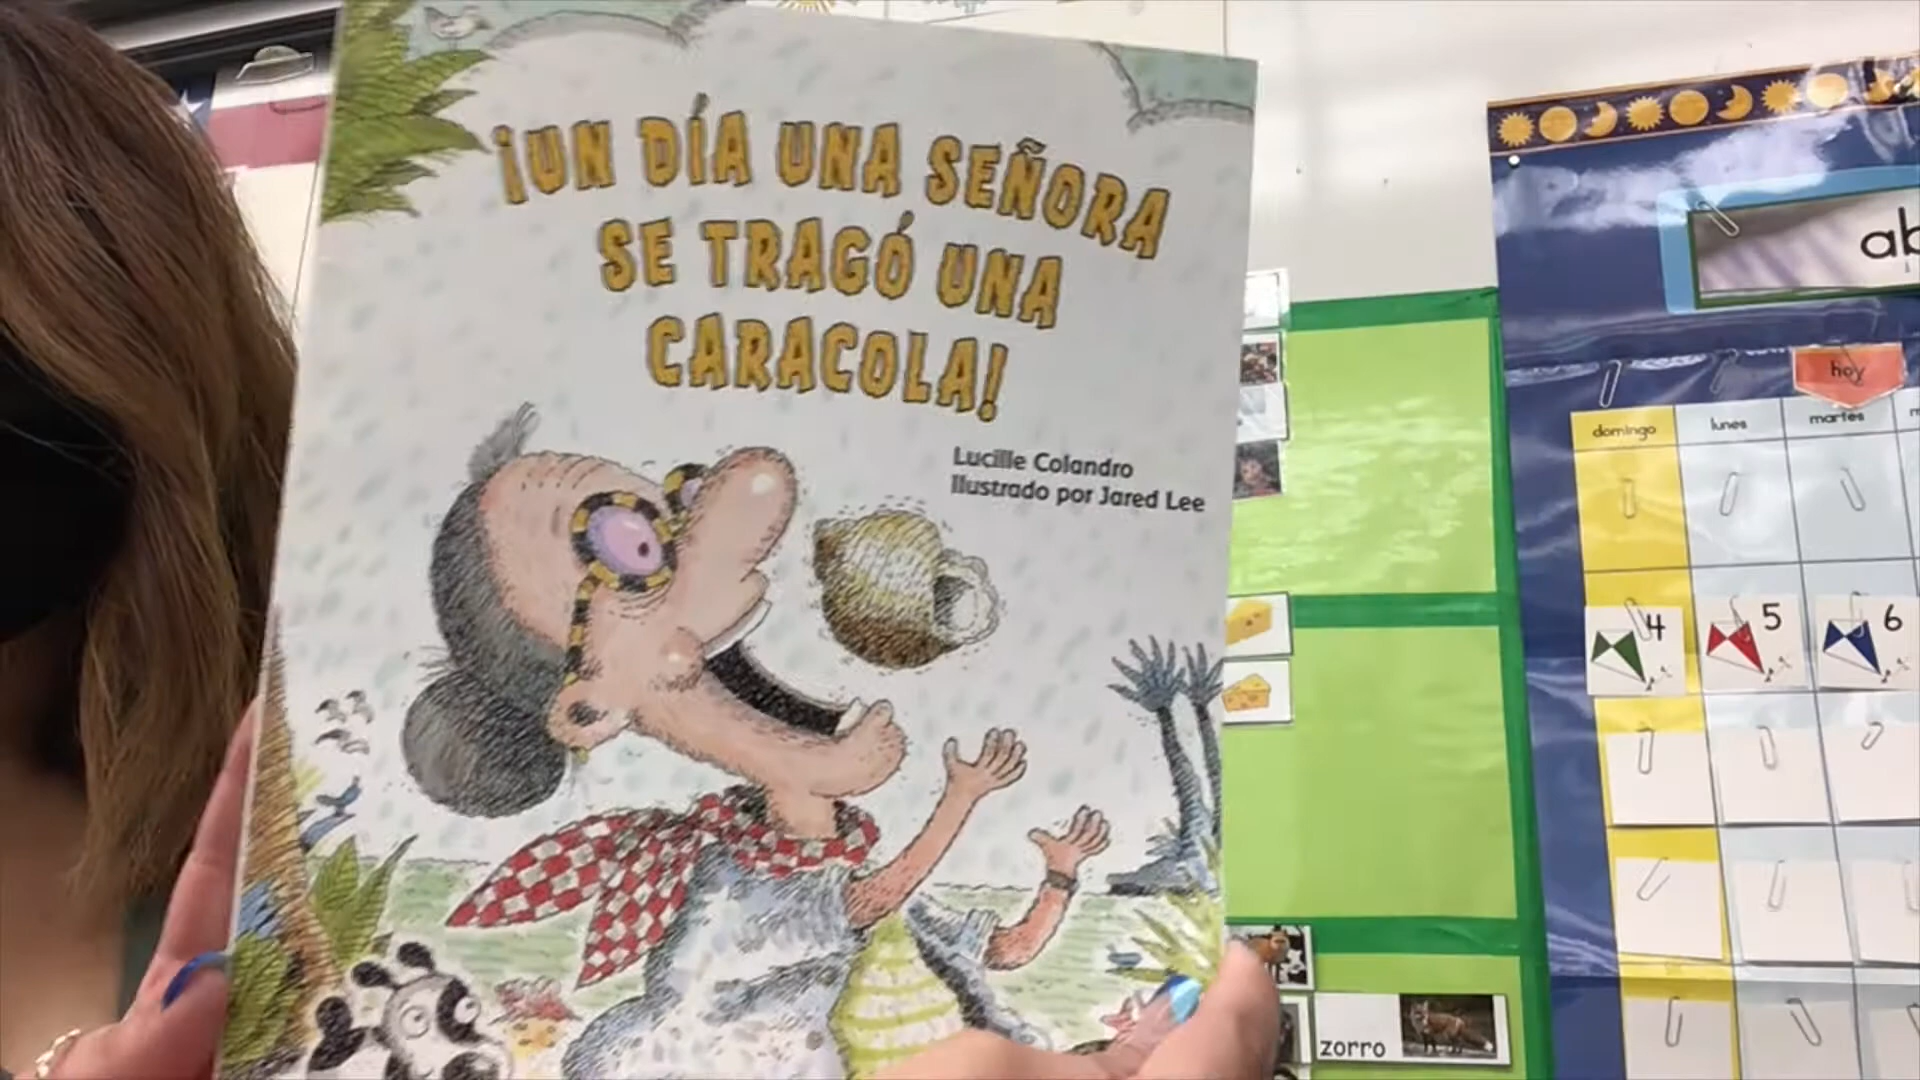 ¡UN DÍA UNA SEÑORA
SE TRAGÓ UNA
CARACOLA!
Lucille Colandro
Ilustrado por Jared Lee
hoy
domingo lunes martes
4 5 6
zorro